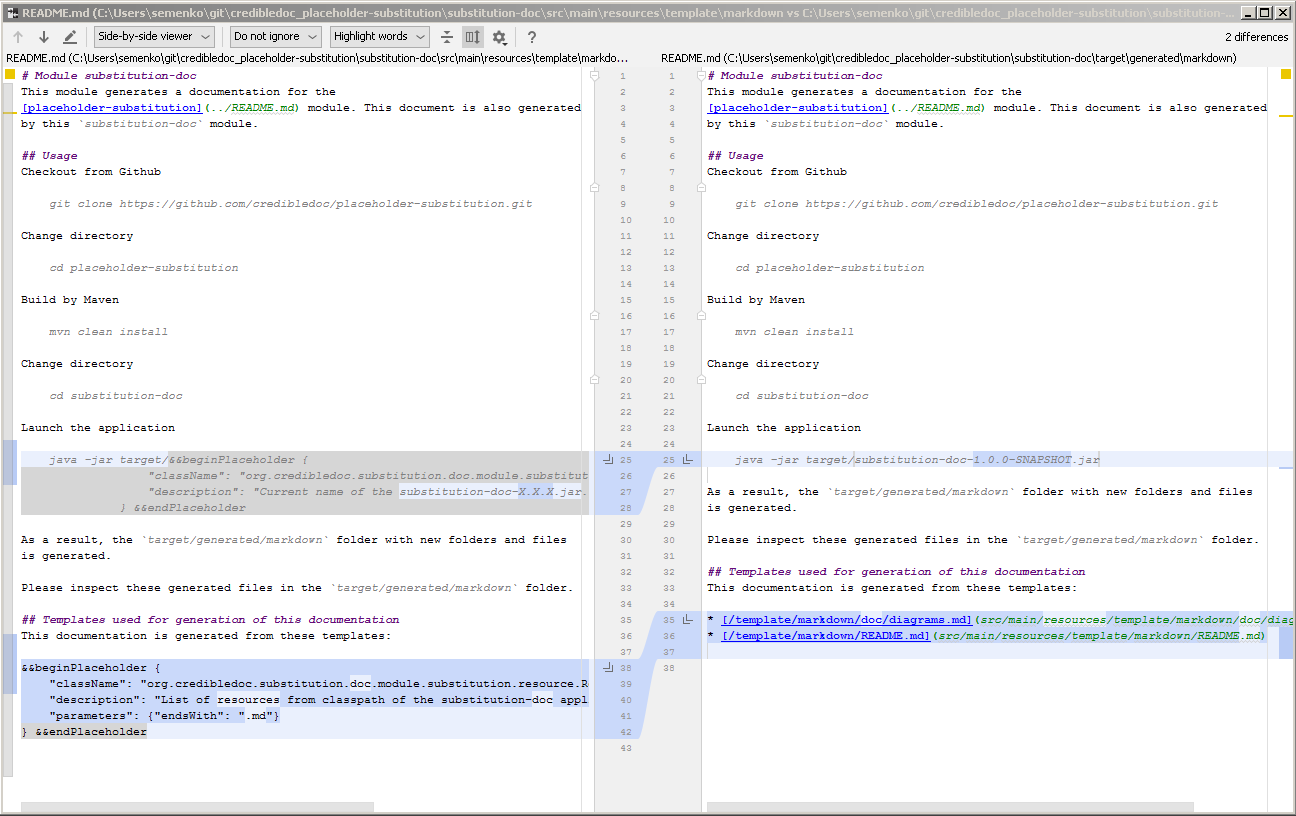 README.md (C:\Users\semenko\git\credibledoc_placeholder-substitution\substitution-doc\src\main\resources\template\markdown vs C:\Users\semenko\git\credibledoc_placeholder-substitution\substitution-...
Side-by-side viewer Do not ignore Highlight words ? 2 differences
README.md (C:\Users\semenko\git\credibledoc_placeholder-substitution\substitution-doc\src\main\resources\template\markdo...
1 # Module substitution-doc
2 This module generates a documentation for the
3 [placeholder-substitution](../README.md) module. This document is also generated
4 by this `substitution-doc` module.
5
6 ## Usage
7 Checkout from Github
8
9 git clone https://github.com/credibledoc/placeholder-substitution.git
10
11 Change directory
12
13 cd placeholder-substitution
14
15 Build by Maven
16
17 mvn clean install
18
19 Change directory
20
21 cd substitution-doc
22
23 Launch the application
24
25 java -jar target/&&beginPlaceholder {
26 "className": "org.credibledoc.substitution.doc.module.substitut
27 "description": "Current name of the substitution-doc-X.X.X.jar.
28 } &&endPlaceholder
29
30 As a result, the `target/generated/markdown` folder with new folders and files
31 is generated.
32
33 Please inspect these generated files in the `target/generated/markdown` folder.
34
35 ## Templates used for generation of this documentation
36 This documentation is generated from these templates:
37
38 &&beginPlaceholder {
39 "className": "org.credibledoc.substitution.doc.module.substitution.resource.R
40 "description": "List of resources from classpath of the substitution-doc appl
41 "parameters": {"endsWith": ".md"}
42 } &&endPlaceholder
43
README.md (C:\Users\semenko\git\credibledoc_placeholder-substitution\substitution-doc\target\generated\markdown)
1 # Module substitution-doc
2 This module generates a documentation for the
3 [placeholder-substitution](../README.md) module. This document is also generated
4 by this `substitution-doc` module.
5
6 ## Usage
7 Checkout from Github
8
9 git clone https://github.com/credibledoc/placeholder-substitution.git
10
11 Change directory
12
13 cd placeholder-substitution
14
15 Build by Maven
16
17 mvn clean install
18
19 Change directory
20
21 cd substitution-doc
22
23 Launch the application
24
25 java -jar target/substitution-doc-1.0.0-SNAPSHOT.jar
26
27 As a result, the `target/generated/markdown` folder with new folders and files
28 is generated.
29
30 Please inspect these generated files in the `target/generated/markdown` folder.
31
32 ## Templates used for generation of this documentation
33 This documentation is generated from these templates:
34
35 * [/template/markdown/doc/diagrams.md](src/main/resources/template/markdown/doc/diag
36 * [/template/markdown/README.md](src/main/resources/template/markdown/README.md)
37
38